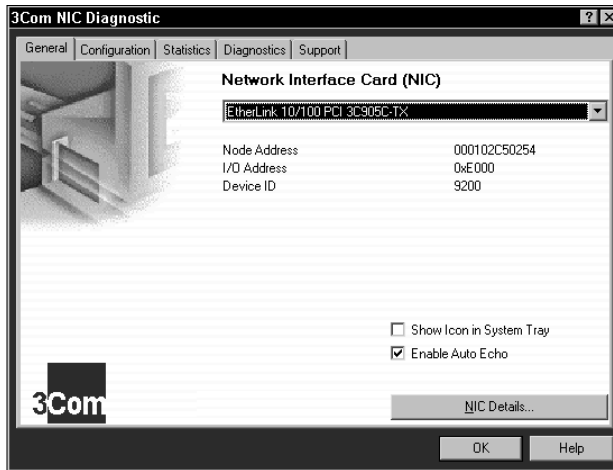 3Com NIC Diagnostic
General Configuration Statistics Diagnostics Support
Network Interface Card (NIC)
EtherLink 10/100 PCI 3C905C-TX
Node Address 000102C50254
I/O Address 0xE000
Device ID 9200
Show Icon in System Tray
Enable Auto Echo
3Com
NIC Details...
OK Help